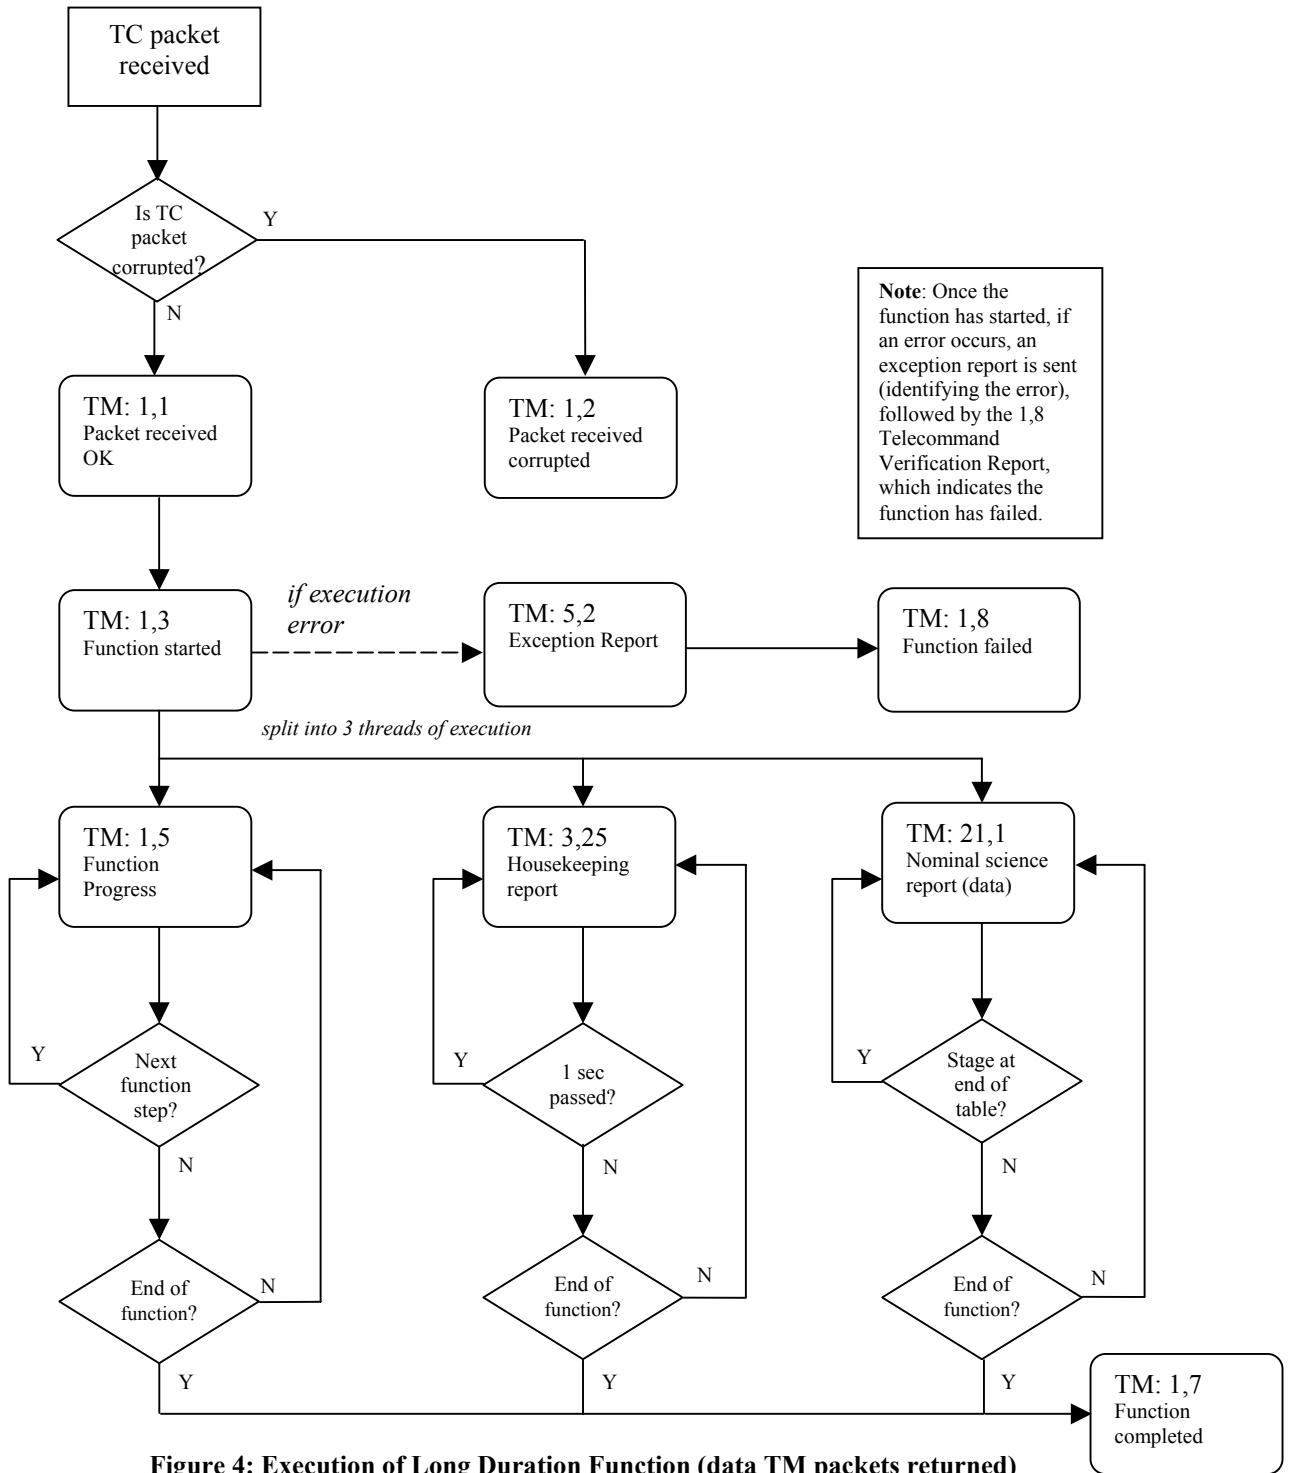 TC packet
received
Is TC
packet
corrupted?
Y
N
Note: Once the
function has started, if
an error occurs, an
exception report is sent
(identifying the error),
followed by the 1,8
Telecommand
Verification Report,
which indicates the
function has failed.
TM: 1,1
Packet received
OK
TM: 1,2
Packet received
corrupted
TM: 1,3
Function started
if execution
error
TM: 5,2
Exception Report
TM: 1,8
Function failed
split into 3 threads of execution
TM: 1,5
Function
Progress
TM: 3,25
Housekeeping
report
TM: 21,1
Nominal science
report (data)
Y
Next
function
step?
N
Y
1 sec
passed?
N
Y
Stage at
end of
table?
N
End of
function?
N
Y
End of
function?
N
Y
End of
function?
N
Y
TM: 1,7
Function
completed
Figure 4: Execution of Long Duration Function (data TM packets returned)